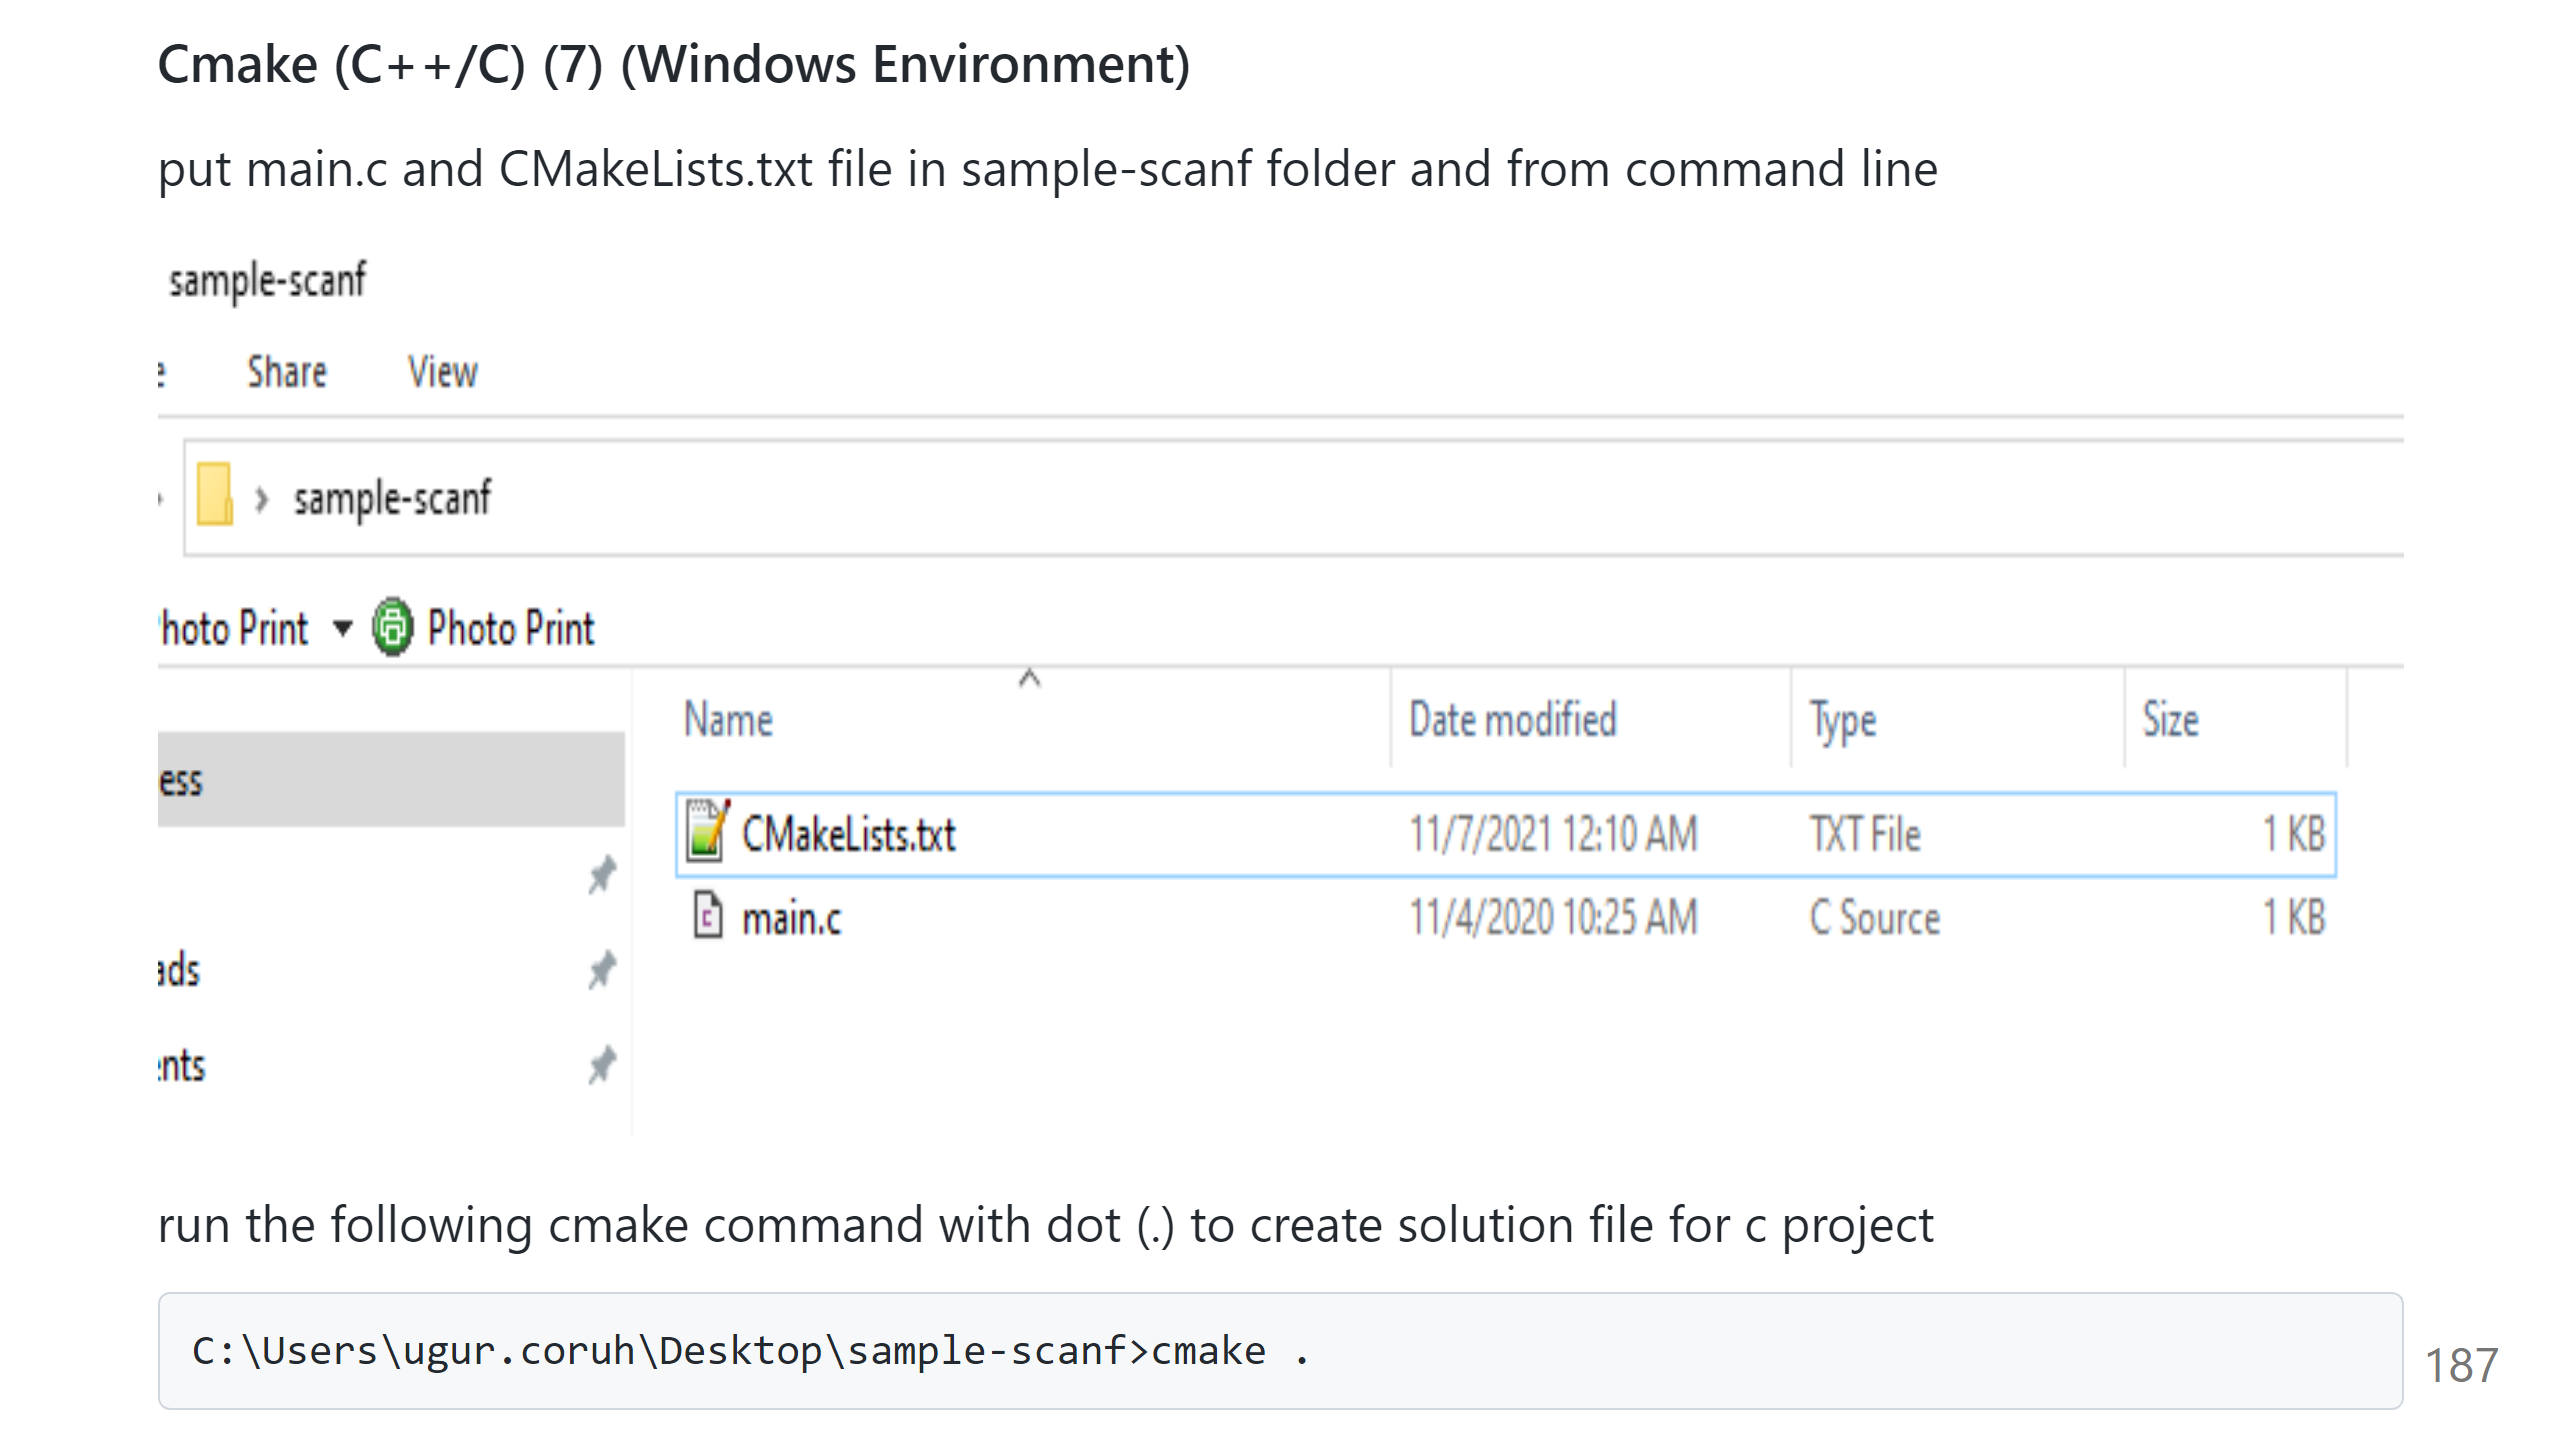 Cmake (C++/C) (7) (Windows Environment)
put main.c and CMakeLists.txt file in sample-scanf folder and from command line
sample-scanf
e Share View
sample-scanf
hoto Print Photo Print
Name Date modified Type Size
ess
CMakeLists.txt 11/7/2021 12:10 AM TXT File 1 KB
main.c 11/4/2020 10:25 AM C Source 1 KB
ads
ents
run the following cmake command with dot (.) to create solution file for c project
C:\Users\ugur.coruh\Desktop\sample-scanf>cmake .
187